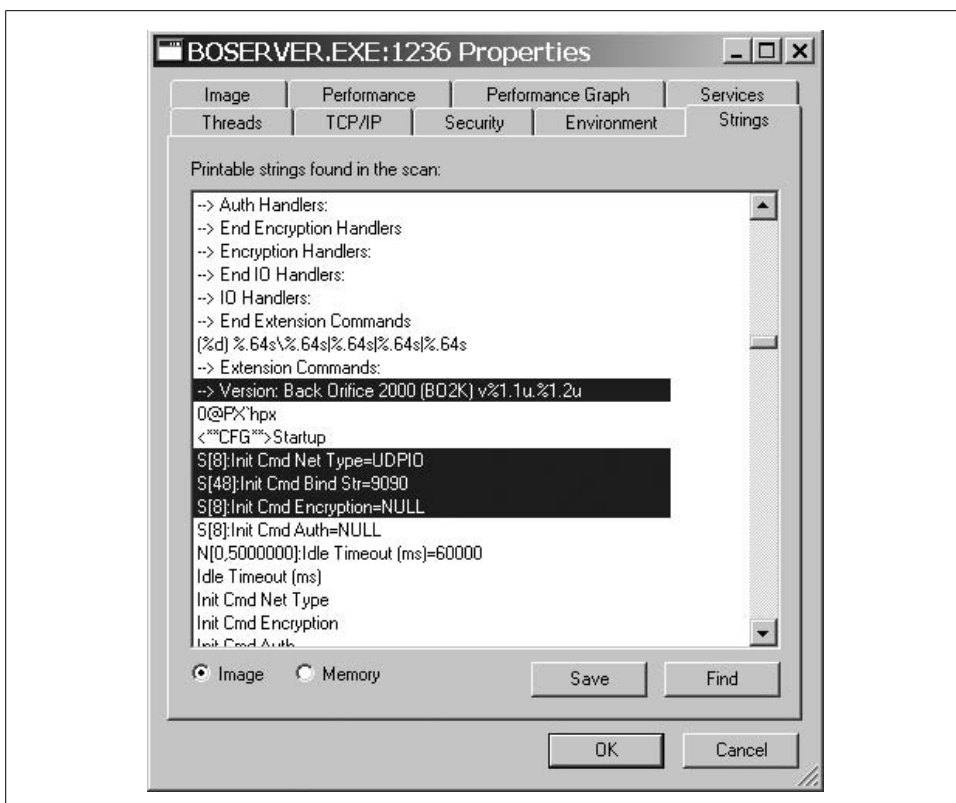 BOSERVER.EXE:1236 Properties
Image Performance Performance Graph Services
Threads TCP/IP Security Environment Strings
Printable strings found in the scan:
--> Auth Handlers:
--> End Encryption Handlers
--> Encryption Handlers:
--> End IO Handlers:
--> IO Handlers:
--> End Extension Commands
(%d) %.64s\%.64s|%.64s|%.64s|%.64s
--> Extension Commands:
--> Version: Back Orifice 2000 (BO2K) v%1.1u.%1.2u
0@PX`hpx
<**CFG**>Startup
S[8]:Init Cmd Net Type=UDPIO
S[48]:Init Cmd Bind Str=9090
S[8]:Init Cmd Encryption=NULL
S[8]:Init Cmd Auth=NULL
N[0,5000000]:Idle Timeout (ms)=60000
Idle Timeout (ms)
Init Cmd Net Type
Init Cmd Encryption
Init Cmd Auth
Image Memory Save Find
OK Cancel